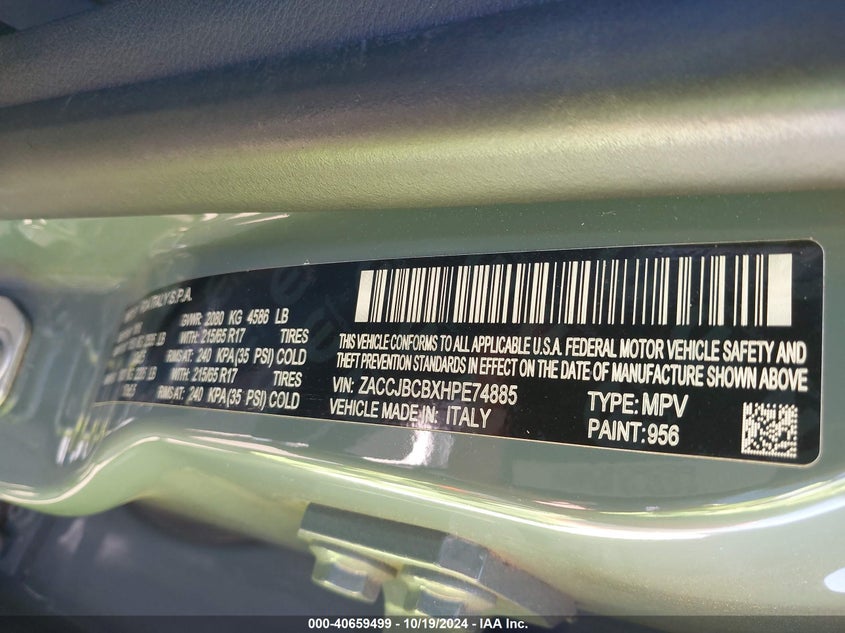 ITALY S.P.A.
GVWR: 2080 KG 4586 LB
WITH: 215/65 R17 TIRES
RIMS AT: 240 KPA (35 PSI) COLD
WITH: 215/65 R17 TIRES
RIMS AT: 240 KPA (35 PSI) COLD
THIS VEHICLE CONFORMS TO ALL APPLICABLE U.S.A. FEDERAL MOTOR VEHICLE SAFETY AND
THEFT PREVENTION STANDARDS IN EFFECT ON THE DATE OF MANUFACTURE SHOWN ABOVE
VIN: ZACCJBCBXHPE74885
TYPE: MPV
VEHICLE MADE IN: ITALY
PAINT: 956
000-40659499 - 10/19/2024 - IAA Inc.